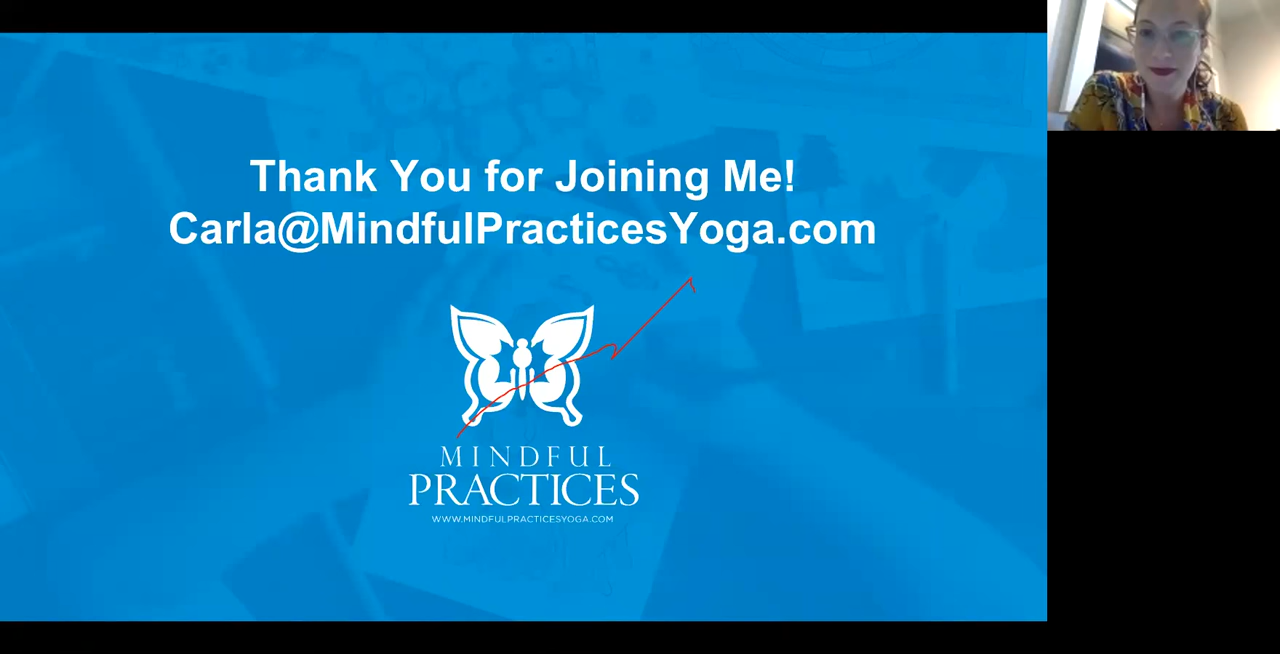 Thank You for Joining Me!
Carla@MindfulPracticesYoga.com
MINDFUL
PRACTICES
WWW.MINDFULPRACTICESYOGA.COM